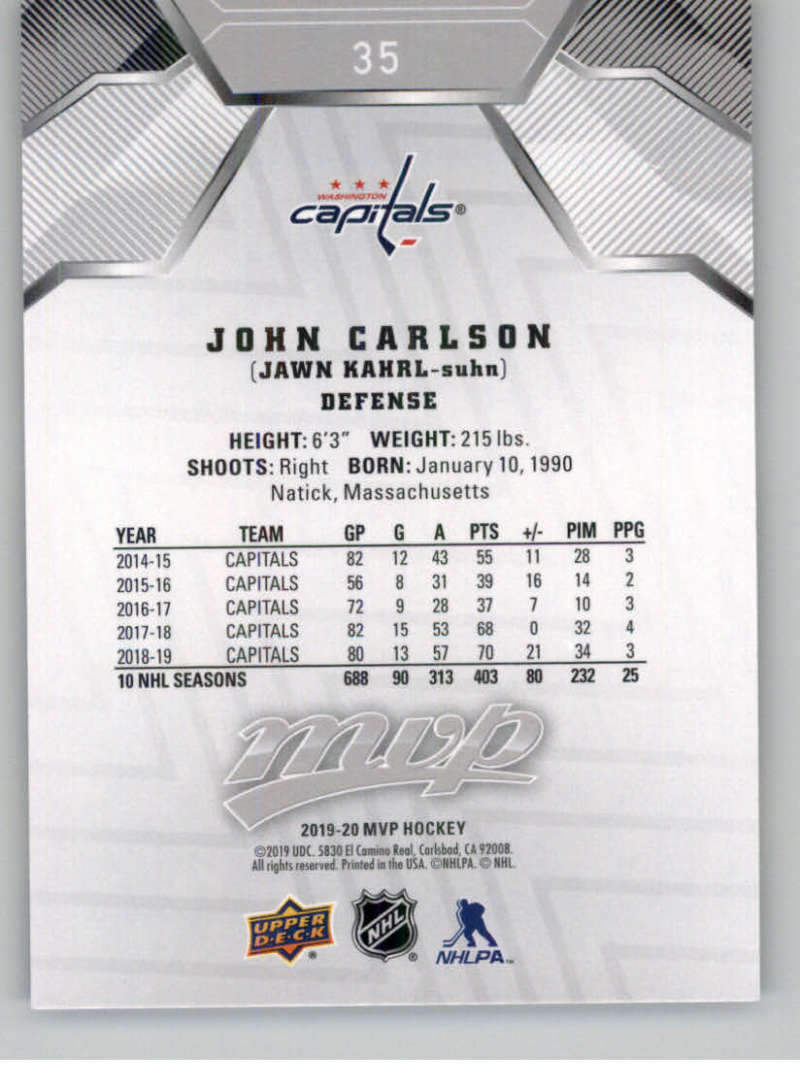 35
WASHINGTON
capitals®
JOHN CARLSON
(JAWN KAHRL-suhn)
DEFENSE
HEIGHT: 6'3" WEIGHT: 215 lbs.
SHOOTS: Right BORN: January 10, 1990
Natick, Massachusetts
YEAR TEAM GP G A PTS +/- PIM PPG
2014-15 CAPITALS 82 12 43 55 11 28 3
2015-16 CAPITALS 56 8 31 39 16 14 2
2016-17 CAPITALS 72 9 28 37 7 10 3
2017-18 CAPITALS 82 15 53 68 0 32 4
2018-19 CAPITALS 80 13 57 70 21 34 3
10 NHL SEASONS 688 90 313 403 80 232 25
mvp
2019-20 MVP HOCKEY
©2019 UDC. 5830 El Camino Real, Carlsbad, CA 92008.
All rights reserved. Printed in the USA. ©NHLPA. © NHL.
UPPER
D·E·C·K®
NHL®
NHLPA™